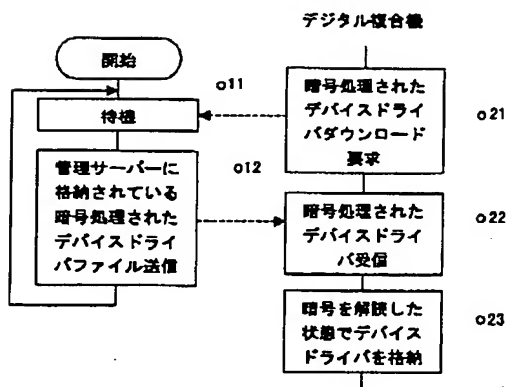 デジタル複合機
開始
o11
待機
暗号処理された
デバイスドライ
バダウンロード
要求
o21
o12
管理サーバーに
格納されている
暗号処理された
デバイスドライ
バファイル送信
暗号処理された
デバイスドライ
バ受信
o22
暗号を解読した
状態でデバイス
ドライバを格納
o23